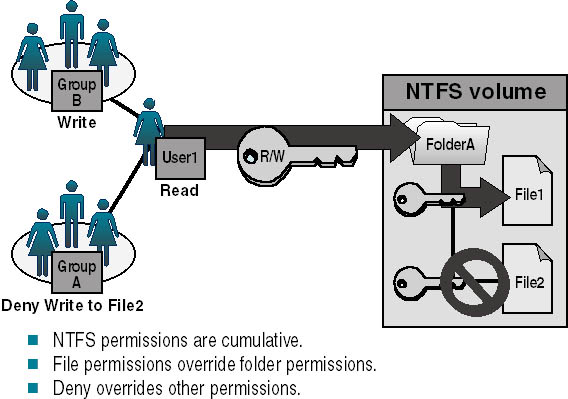 Group
B
Write
User1
Read
R/W
Group
A
Deny Write to File2
NTFS volume
FolderA
File1
File2
NTFS permissions are cumulative.
File permissions override folder permissions.
Deny overrides other permissions.